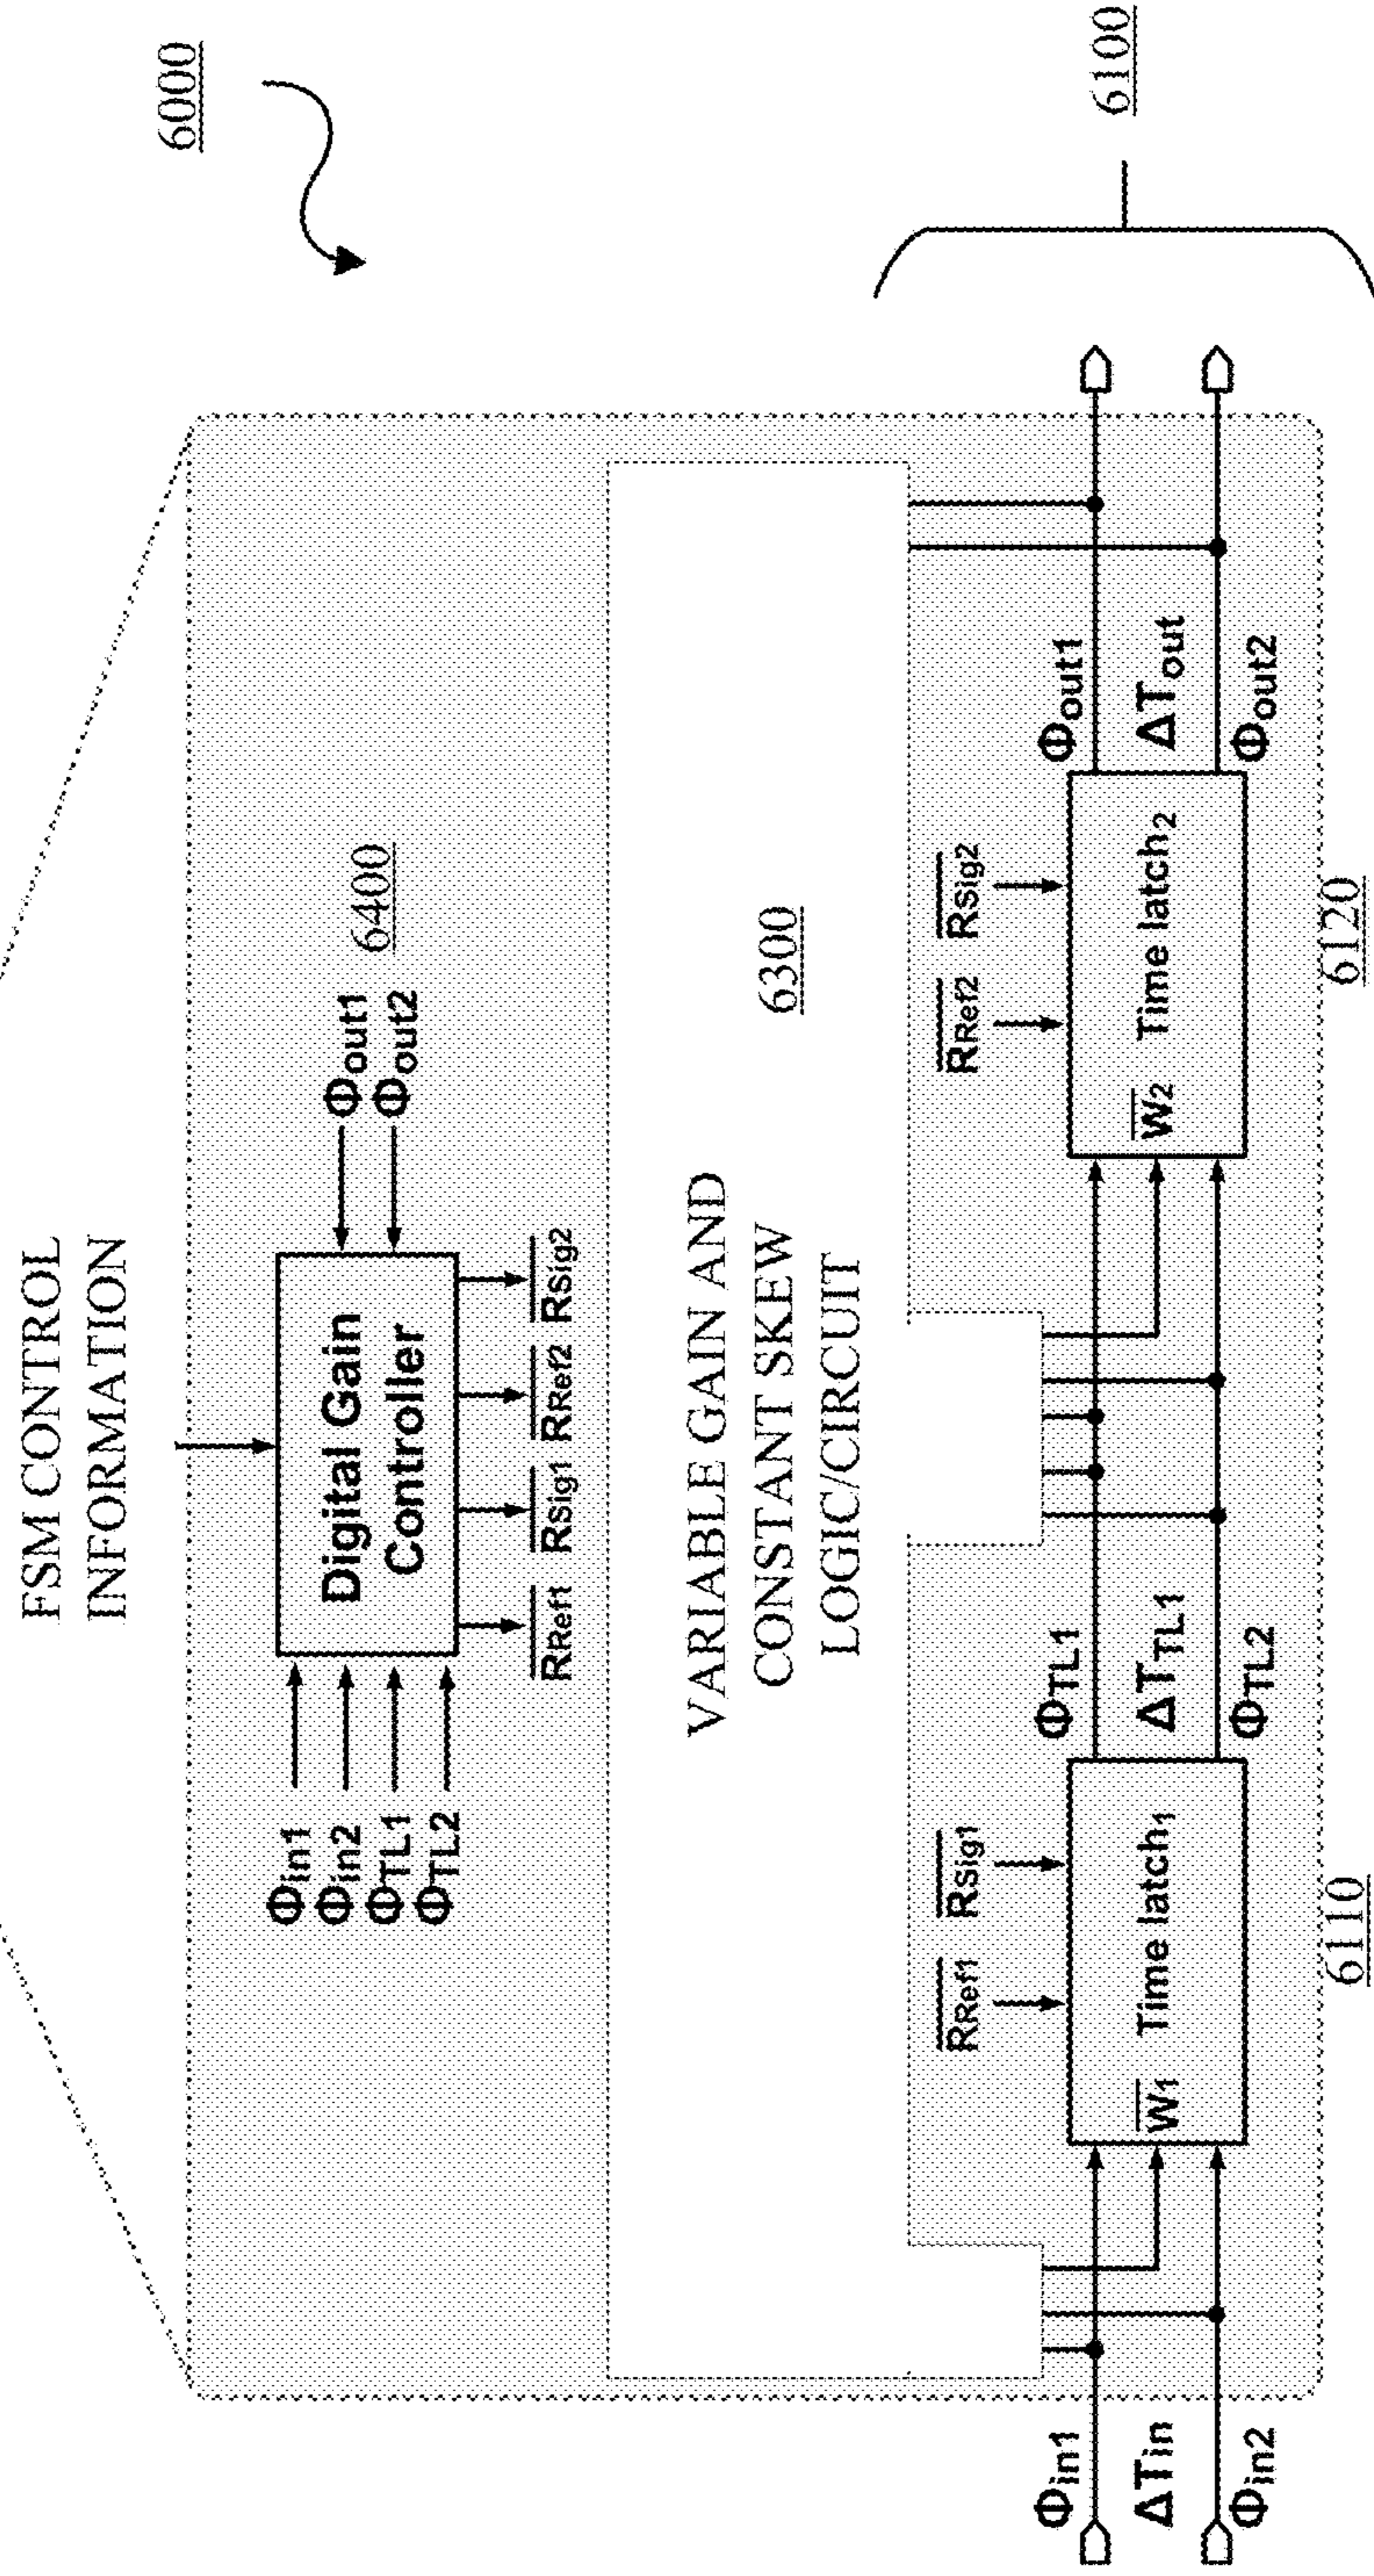 6000
FSM CONTROL
INFORMATION
Φin1
Φin2
ΦTL1
ΦTL2
Digital Gain
Controller
Φout1
Φout2
6400
RRef1 RSig1 RRef2 RSig2
VARIABLE GAIN AND
CONSTANT SKEW
LOGIC/CIRCUIT
6300
RRef1 RSig1
RRef2 RSig2
Φin1
ΔTin
Φin2
W1 Time latch1
ΦTL1
ΔTTL1
ΦTL2
W2 Time latch2
Φout1
ΔTout
Φout2
6110
6120
6100